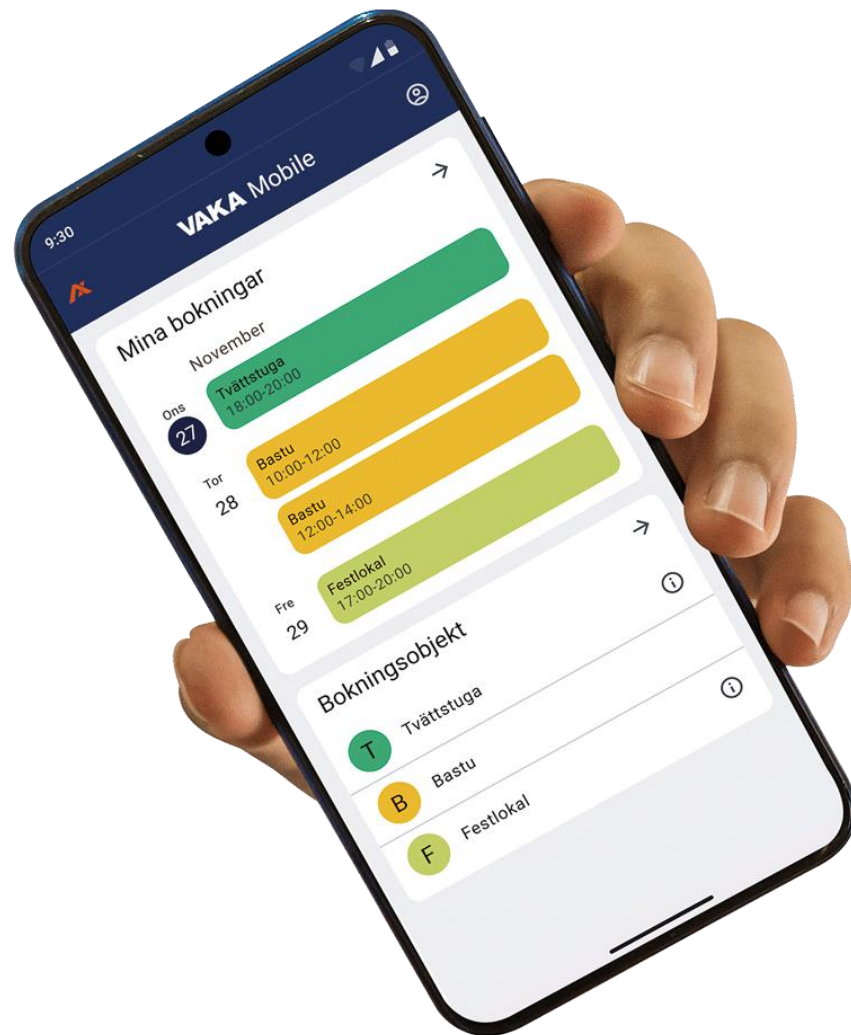 9:30
VAKA Mobile
Mina bokningar
November
Ons
27
Tvättstuga
18:00-20:00
Tor
28
Bastu
10:00-12:00
Bastu
12:00-14:00
Fre
29
Festlokal
17:00-20:00
Bokningsobjekt
T Tvättstuga
B Bastu
F Festlokal